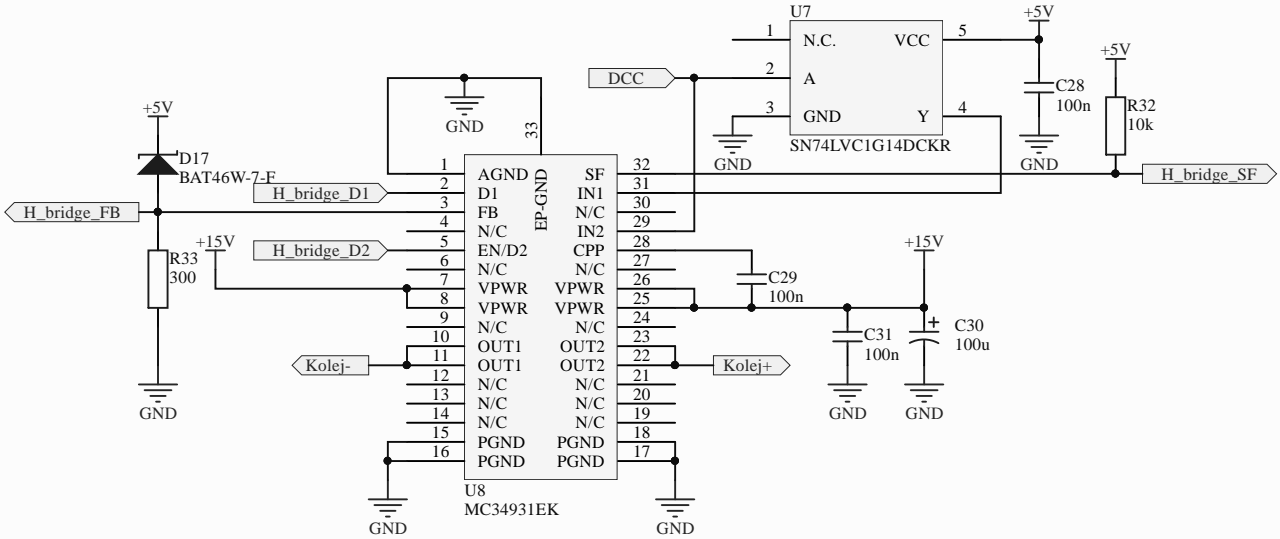 U7
+5V
1
N.C.
VCC
5
+5V
DCC
2
A
C28
100n
R32
10k
3
GND
Y
4
GND
SN74LVC1G14DCKR
GND
GND
33
+5V
D17
BAT46W-7-F
1
AGND
EP-GND
SF
32
H_bridge_SF
H_bridge_D1
2
D1
IN1
31
H_bridge_FB
3
FB
N/C
30
4
N/C
IN2
29
+15V
H_bridge_D2
5
EN/D2
CPP
28
+15V
R33
300
6
N/C
N/C
27
C29
100n
7
VPWR
VPWR
26
8
VPWR
VPWR
25
9
N/C
N/C
24
C31
100n
+
C30
100u
10
OUT1
OUT2
23
Kolej-
11
OUT1
OUT2
22
Kolej+
12
N/C
N/C
21
13
N/C
N/C
20
14
N/C
N/C
19
GND
GND
GND
15
PGND
PGND
18
16
PGND
PGND
17
U8
MC34931EK
GND
GND